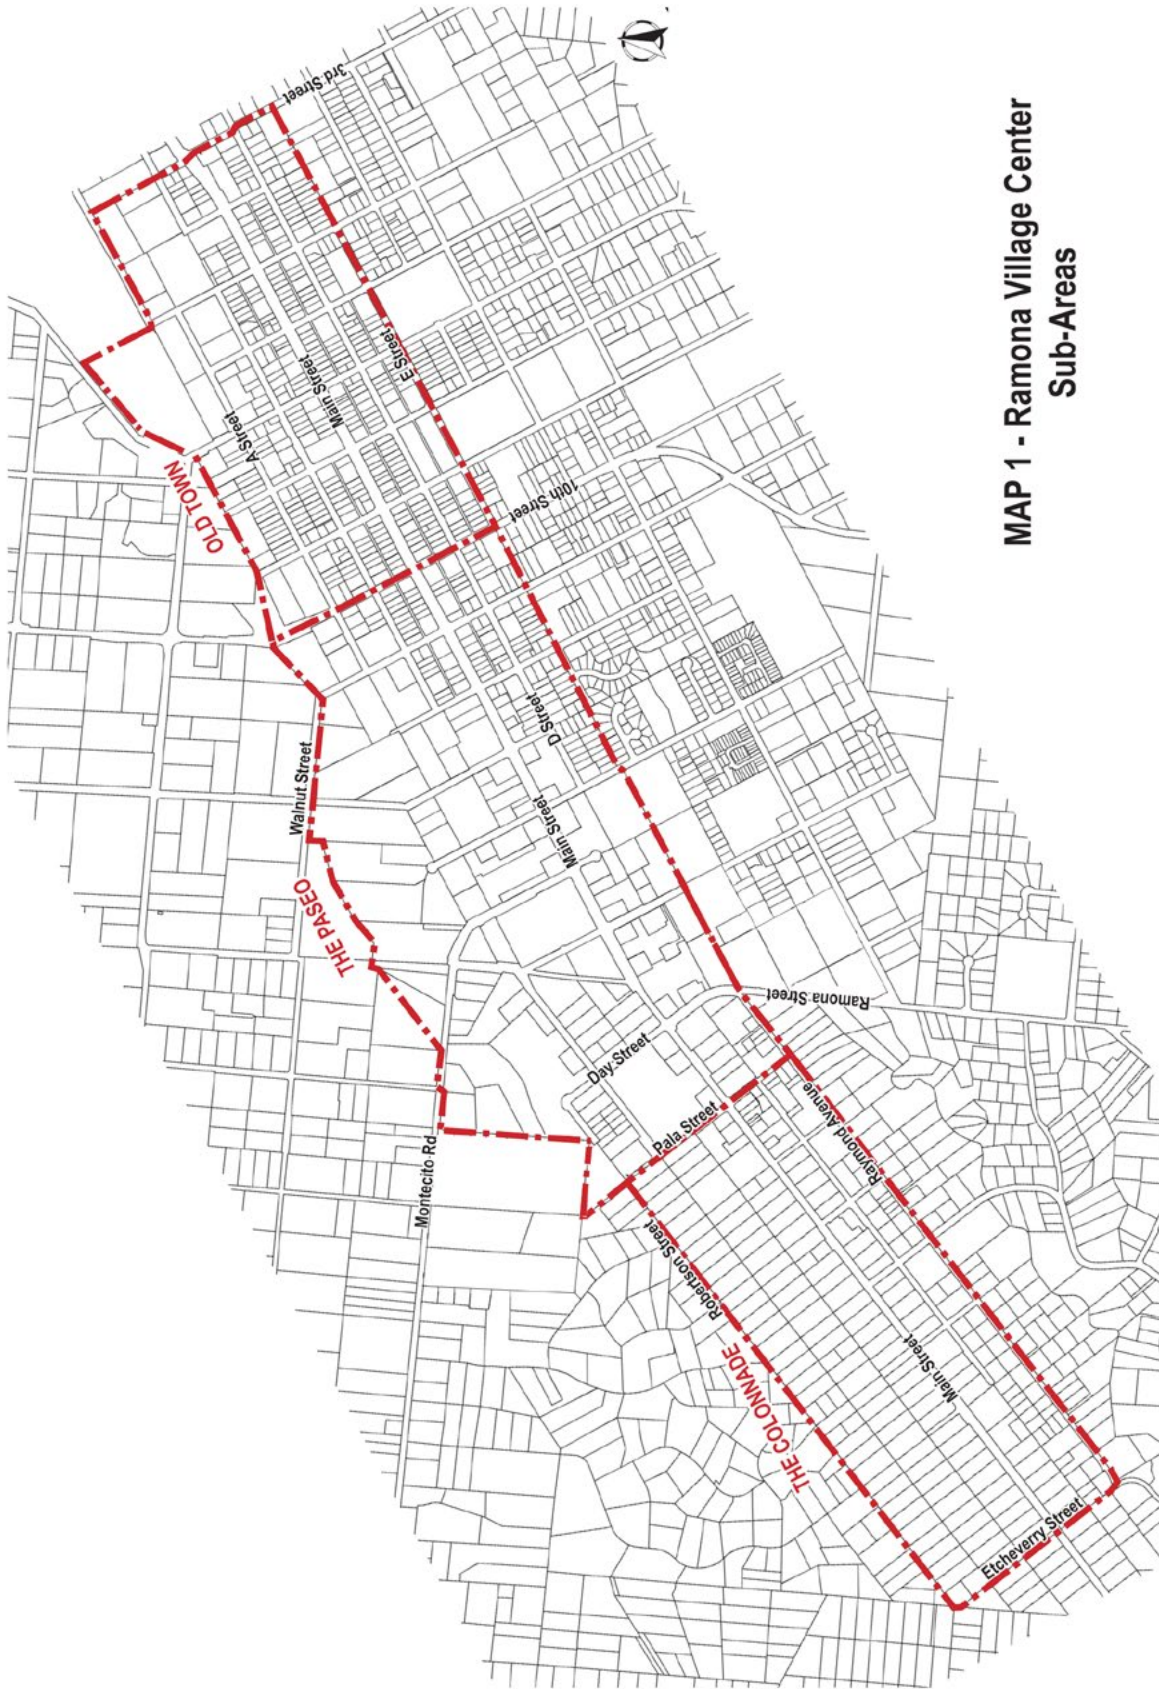 3rd Street
OLD TOWN
A Street
Main Street
E Street
10th Street
Walnut Street
D Street
Main Street
THE PASEO
Ramona Street
Day Street
Montecito Rd
Pala Street
Raymond Avenue
Robertson Street
THE COLONNADE
Main Street
Etcheverry Street
MAP 1 - Ramona Village Center
Sub-Areas